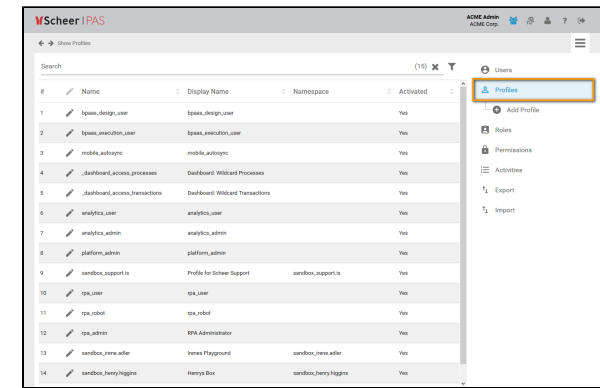 Scheer PAS
ACME Admin
ACME Corp.
?
Show Profiles
Search (15)
# Name Display Name Namespace Activated
1 bpaas_design_user bpaas_design_user Yes
2 bpaas_execution_user bpaas_execution_user Yes
3 mobile_autosync mobile_autosync Yes
4 _dashboard_access_processes Dashboard: Wildcard Processes Yes
5 _dashboard_access_transactions Dashboard: Wildcard Transactions Yes
6 analytics_user analytics_user Yes
7 analytics_admin analytics_admin Yes
8 platform_admin platform_admin Yes
9 sandbox_support.is Profile for Scheer Support sandbox_support.is Yes
10 rpa_user rpa_user Yes
11 rpa_robot rpa_robot Yes
12 rpa_admin RPA Administrator Yes
13 sandbox_irene.adler Irenes Playground sandbox_irene.adler Yes
14 sandbox_henry.higgins Henrys Box sandbox_henry.higgins Yes
Users
Profiles
Add Profile
Roles
Permissions
Activities
Export
Import